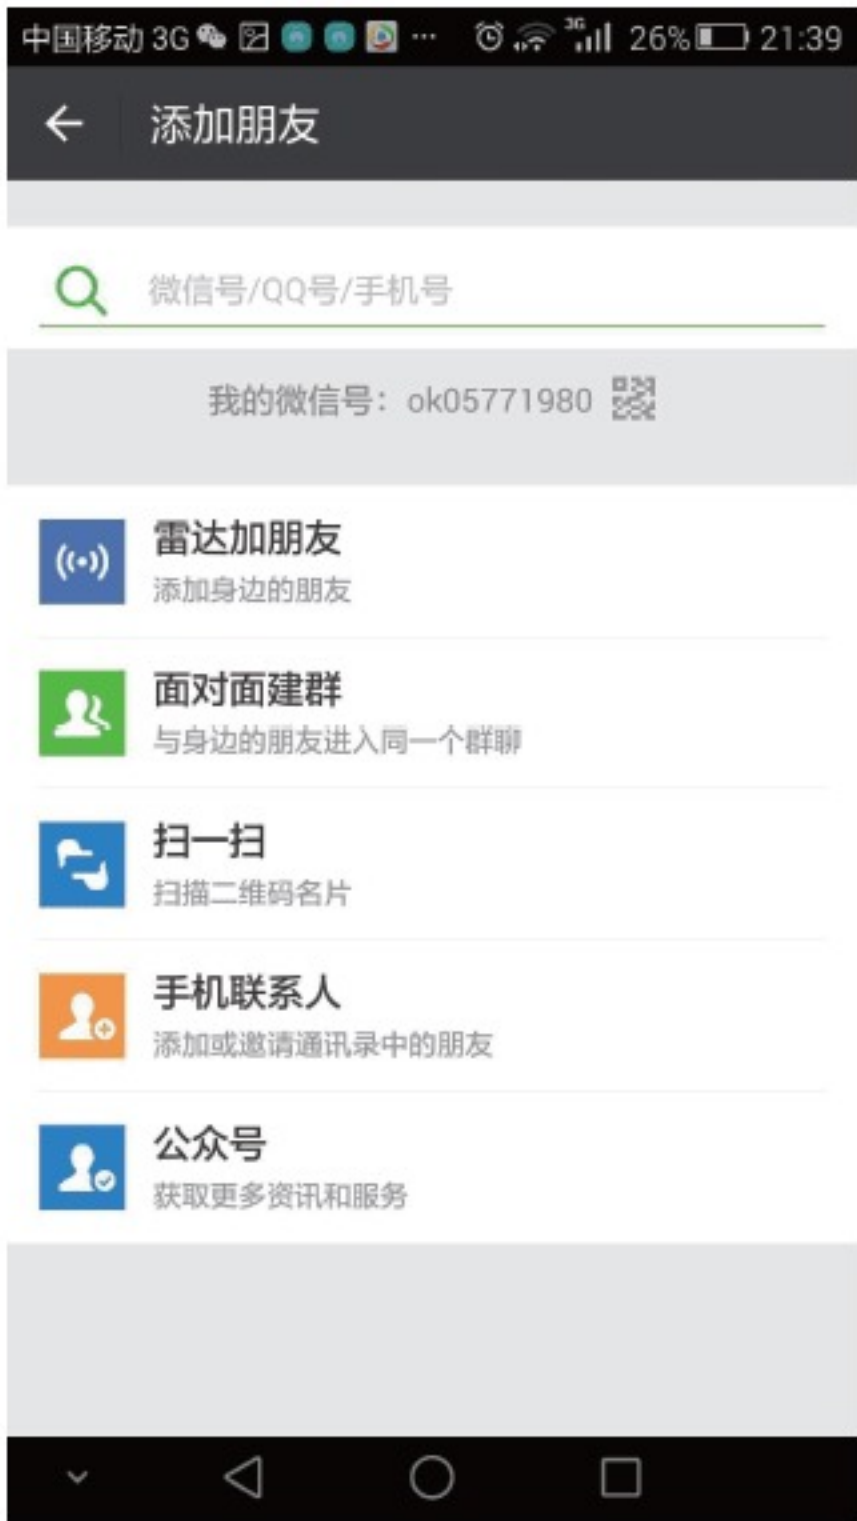 中国移动 3G ··· 3G 26% 21:39
添加朋友
微信号/QQ号/手机号
我的微信号：ok05771980
雷达加朋友
添加身边的朋友
面对面建群
与身边的朋友进入同一个群聊
扫一扫
扫描二维码名片
手机联系人
添加或邀请通讯录中的朋友
公众号
获取更多资讯和服务